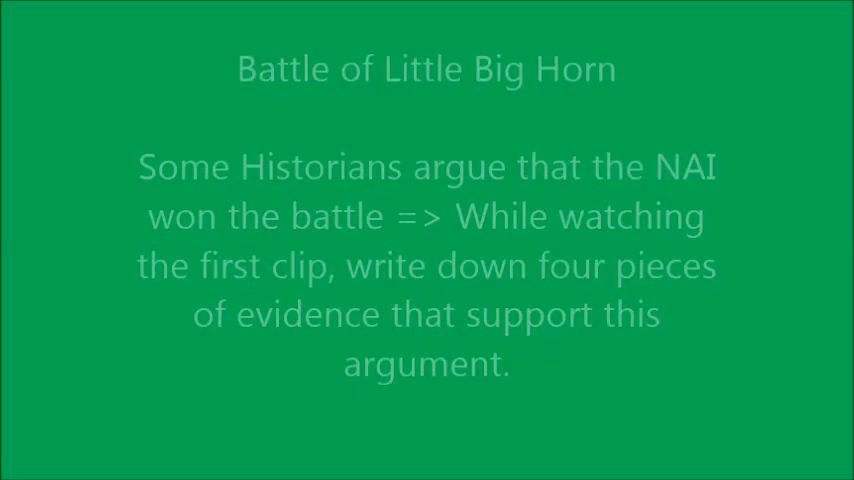 Battle of Little Big Horn
Some Historians argue that the NAI
won the battle => While watching
the first clip, write down four pieces
of evidence that support this
argument.